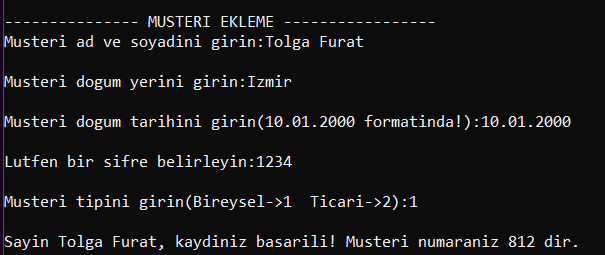 --------------- MUSTERI EKLEME -----------------
Musteri ad ve soyadini girin:Tolga Furat
Musteri dogum yerini girin:Izmir
Musteri dogum tarihini girin(10.01.2000 formatinda!):10.01.2000
Lutfen bir sifre belirleyin:1234
Musteri tipini girin(Bireysel->1  Ticari->2):1
Sayin Tolga Furat, kaydiniz basarili! Musteri numaraniz 812 dir.